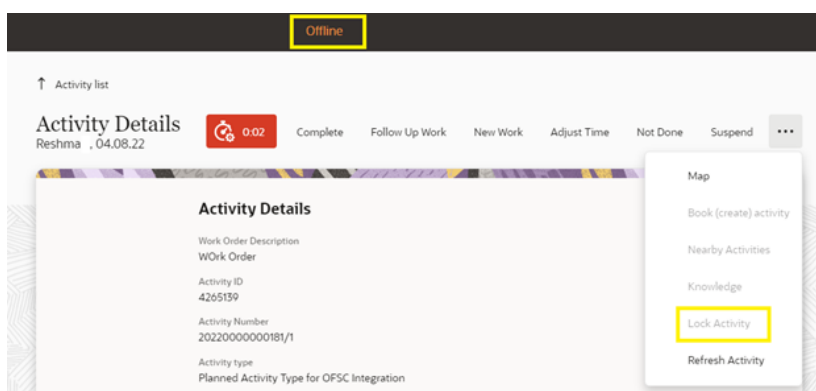 Offline
↑ Activity list
Activity Details
Reshma , 04.08.22
0:02
Complete
Follow Up Work
New Work
Adjust Time
Not Done
Suspend
...
Map
Book (create) activity
Nearby Activities
Knowledge
Lock Activity
Refresh Activity
Activity Details
Work Order Description
WOrk Order
Activity ID
4265139
Activity Number
20220000000181/1
Activity type
Planned Activity Type for OFSC Integration